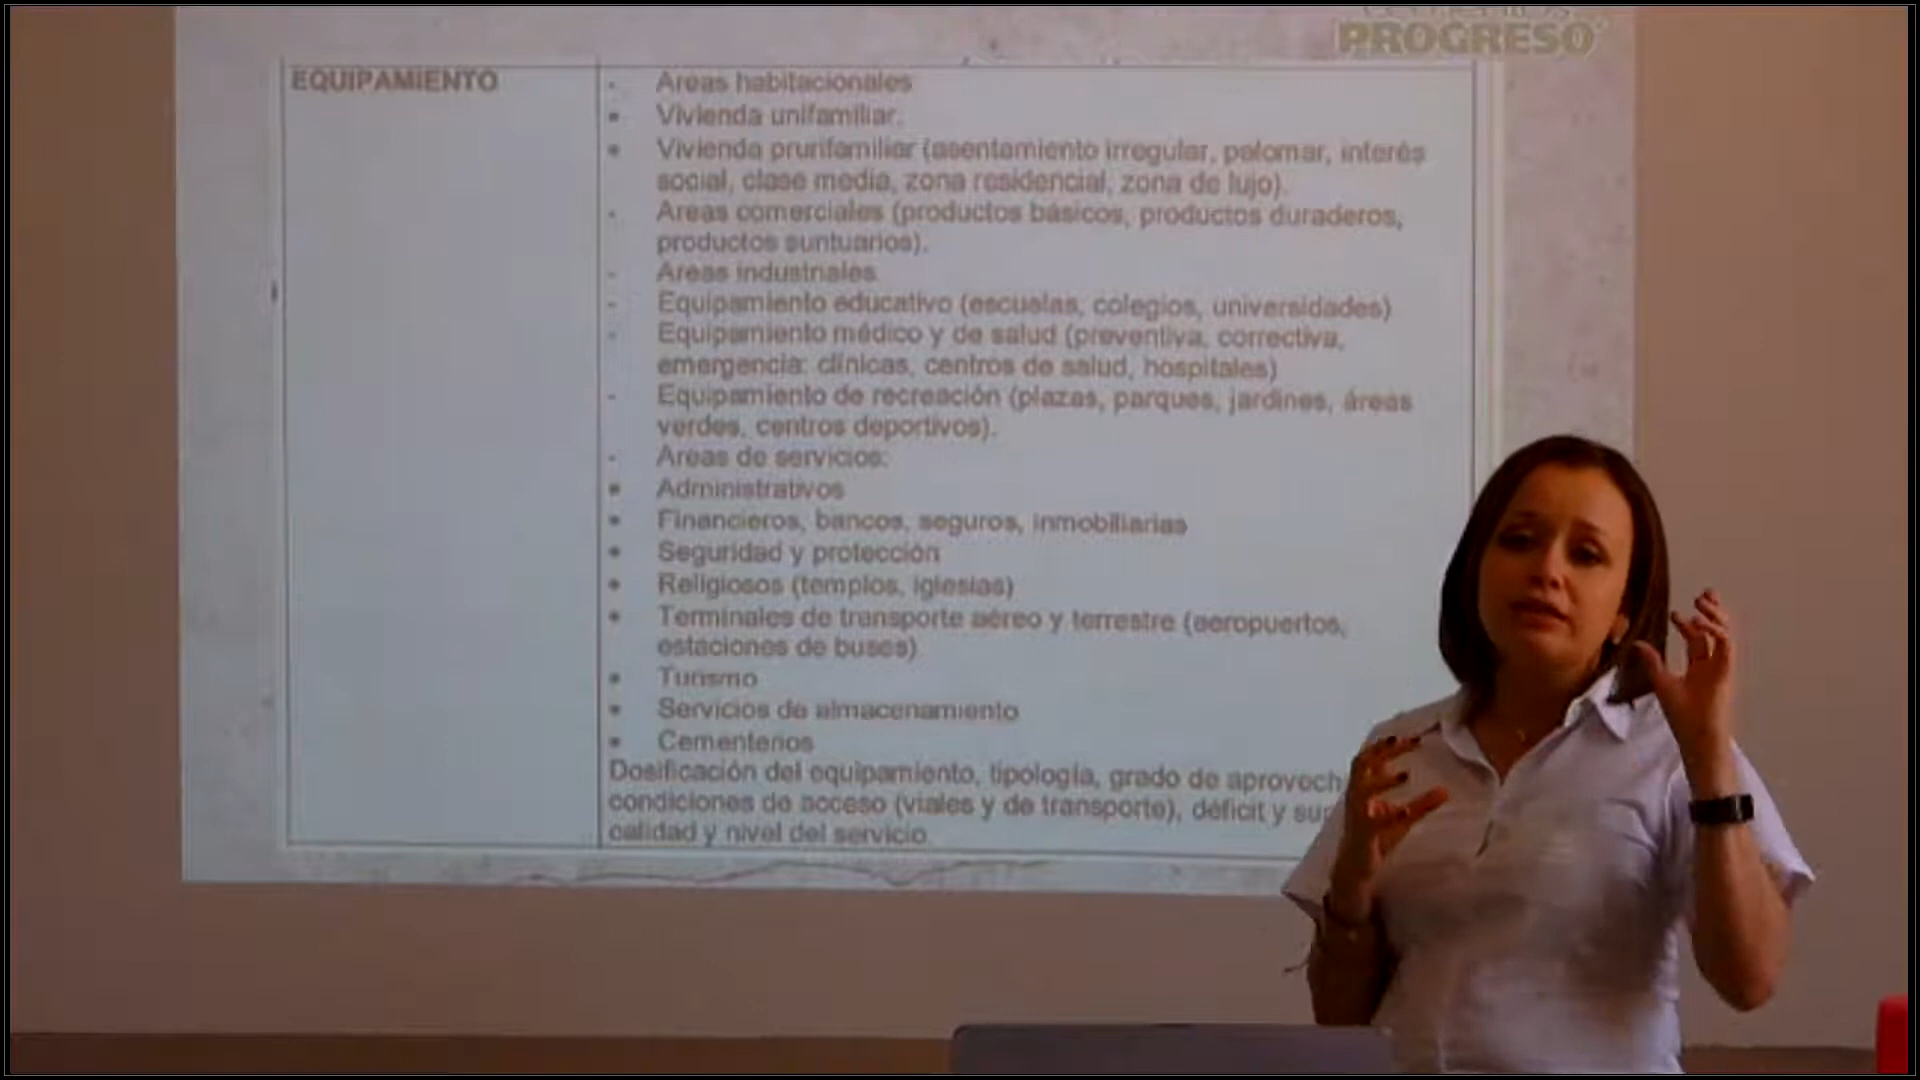 PROGRESO
EQUIPAMIENTO
- Areas habitacionales
• Vivienda unifamiliar.
• Vivienda prurifamiliar (asentamiento irregular, palomar, interés
social, clase media, zona residencial, zona de lujo).
- Areas comerciales (productos básicos, productos duraderos,
productos suntuarios).
- Areas industriales
- Equipamiento educativo (escuelas, colegios, universidades)
- Equipamiento médico y de salud (preventiva, correctiva,
emergencia: clínicas, centros de salud, hospitales)
- Equipamiento de recreación (plazas, parques, jardines, áreas
verdes, centros deportivos).
- Areas de servicios:
• Administrativos
• Financieros, bancos, seguros, inmobiliarias
• Seguridad y protección
• Religiosos (templos, iglesias)
• Terminales de transporte aéreo y terrestre (aeropuertos,
estaciones de buses)
• Turismo
• Servicios de almacenamiento
• Cementerios
Dosificación del equipamiento, tipología, grado de aprovech
condiciones de acceso (viales y de transporte), déficit y sup
calidad y nivel del servicio.